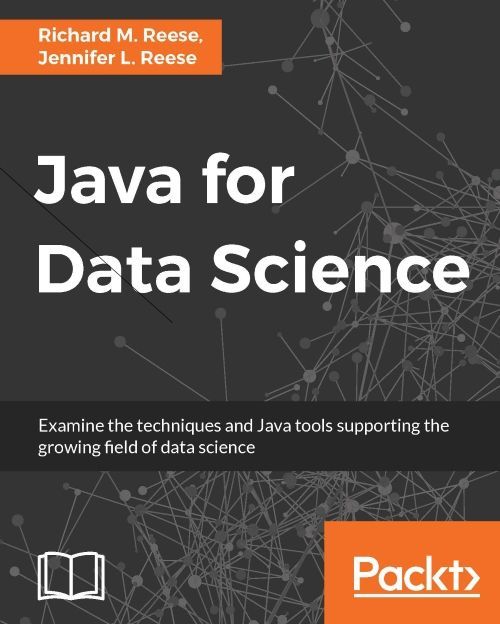 Richard M. Reese,
Jennifer L. Reese
Java for
Data Science
Examine the techniques and Java tools supporting the
growing field of data science
Packt>